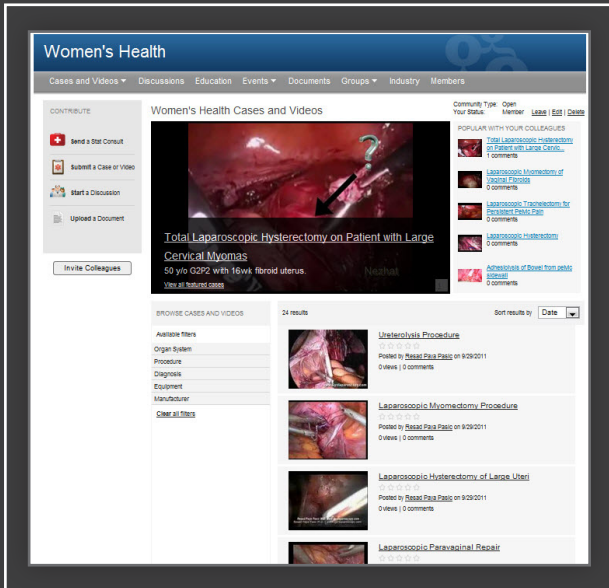 Women's Health
Cases and Videos Discussions Education Events Documents Groups Industry Members
CONTRIBUTE
Send a Stat Consult
Submit a Case or Video
Start a Discussion
Upload a Document
Invite Colleagues
Women's Health Cases and Videos
Community Type: Open
Your Status: Member Leave | Edit | Delete
?
Total Laparoscopic Hysterectomy on Patient with Large
Cervical Myomas
50 y/o G2P2 with 16wk fibroid uterus.
Nezhat
View all featured cases
POPULAR WITH YOUR COLLEAGUES
Total Laparoscopic Hysterectomy
on Patient with Large Cervic...
1 comments
Laparoscopic Myomectomy of
Vaginal Fibroids
0 comments
Laparoscopic Trachelectomy for
Persistent Pelvic Pain
0 comments
Laparoscopic Hysterectomy
0 comments
Adhesiolysis of Bowel from pelvic
sidewall
0 comments
BROWSE CASES AND VIDEOS
Available filters
Organ System
Procedure
Diagnosis
Equipment
Manufacturer
Clear all filters
24 results
Sort results by Date
Ureterolysis Procedure
Posted by Resad Pasa Pasic on 9/29/2011
0 views | 0 comments
Laparoscopic Myomectomy Procedure
Posted by Resad Pasa Pasic on 9/29/2011
0 views | 0 comments
Laparoscopic Hysterectomy of Large Uteri
Posted by Resad Pasa Pasic on 9/29/2011
0 views | 0 comments
Laparoscopic Paravaginal Repair